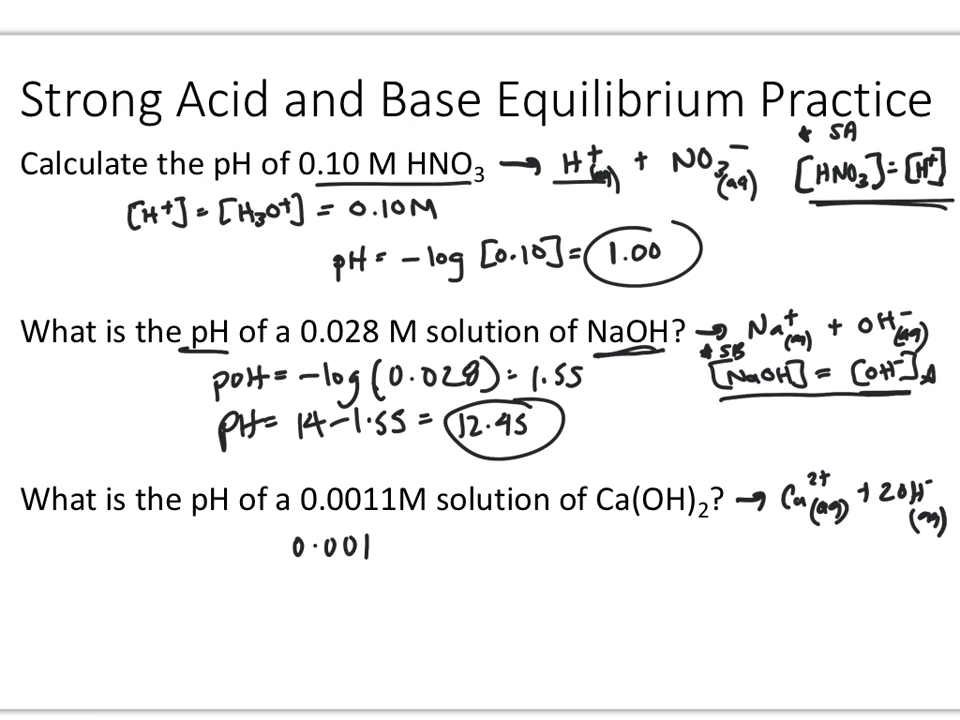 Strong Acid and Base Equilibrium Practice
* SA
Calculate the pH of 0.10 M HNO₃ → H⁺(aq) + NO₃⁻(aq) [HNO₃] = [H⁺]
[H⁺] = [H₃O⁺] = 0.10M
pH = -log [0.10] = 1.00
What is the pH of a 0.028 M solution of NaOH? → Na⁺(aq) + OH⁻(aq)
* SB
pOH = -log (0.028) = 1.55 [NaOH] = [OH⁻]
pH = 14 - 1.55 = 12.45
What is the pH of a 0.0011M solution of Ca(OH)₂? → Ca²⁺(aq) + 2OH⁻(aq)
0.001